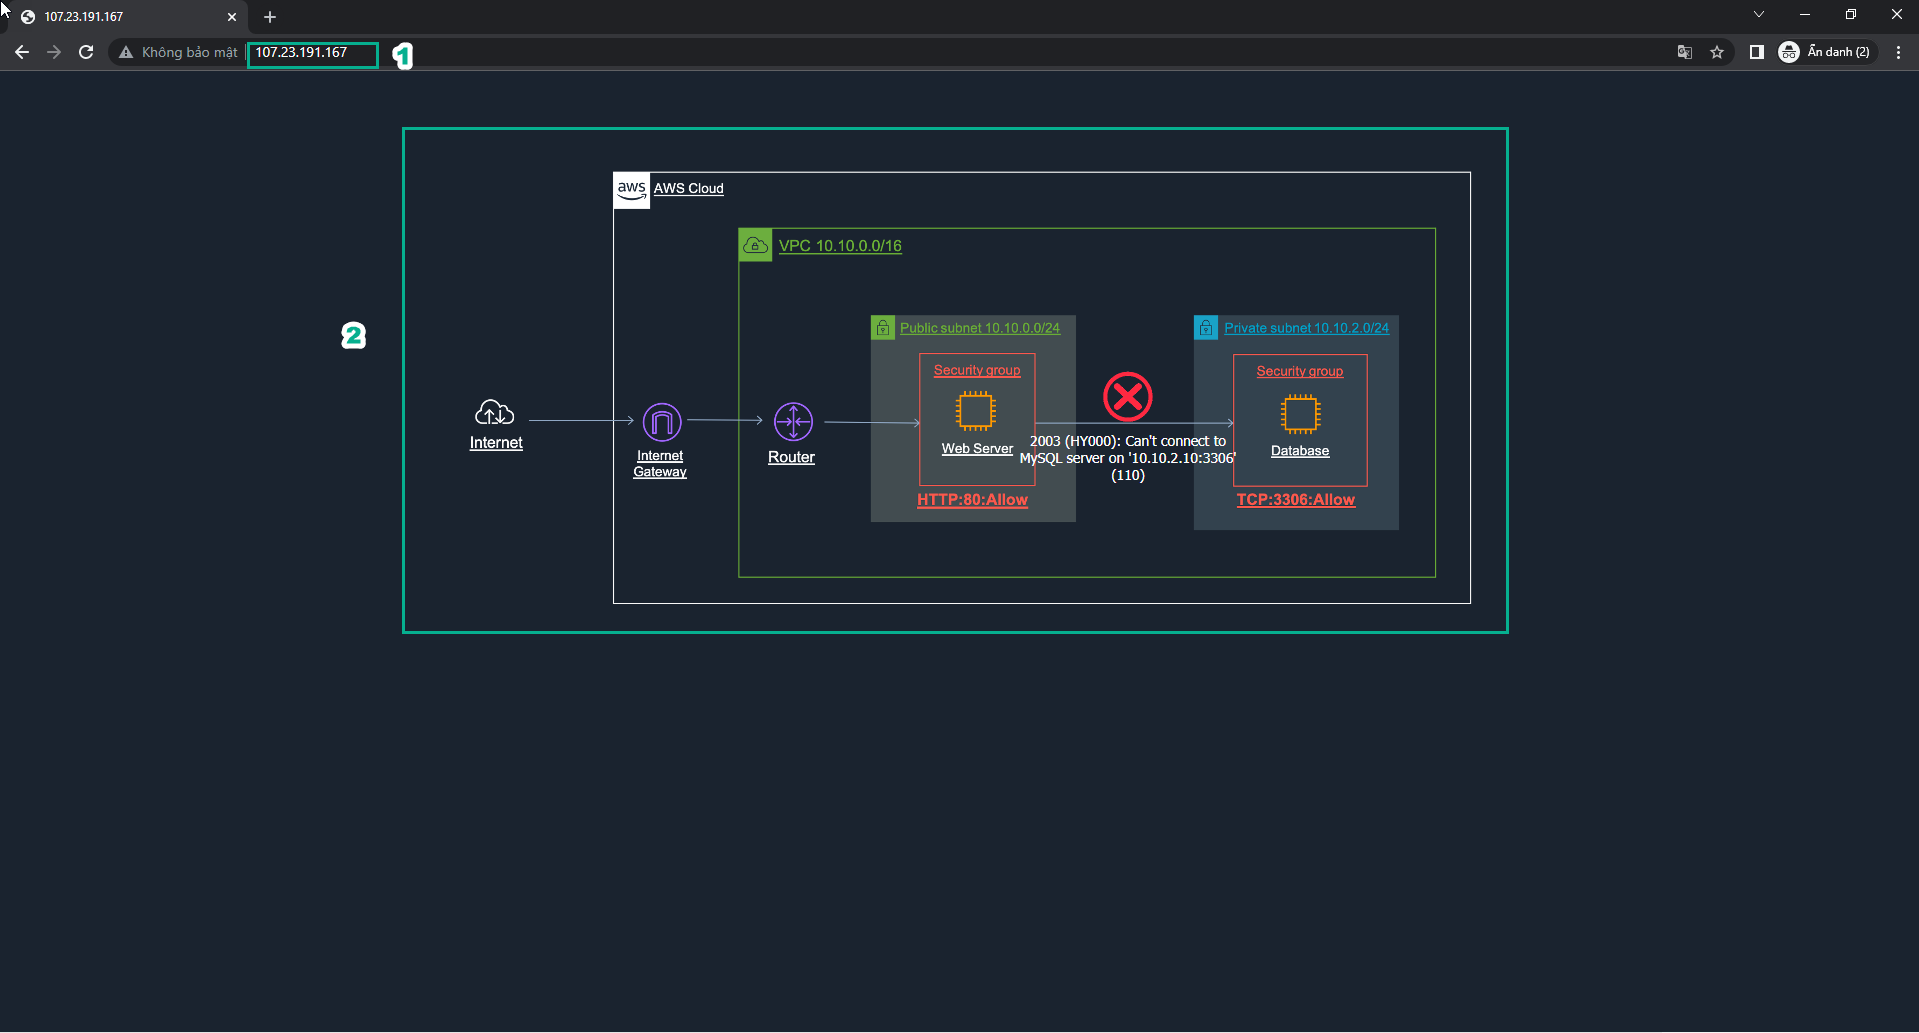 107.23.191.167
Không bảo mật
107.23.191.167
1
Ẩn danh (2)
aws
AWS Cloud
VPC 10.10.0.0/16
2
Public subnet 10.10.0.0/24
Private subnet 10.10.2.0/24
Security group
Security group
Internet
Internet
Gateway
Router
Web Server
2003 (HY000): Can't connect to
MySQL server on '10.10.2.10:3306'
(110)
Database
HTTP:80:Allow
TCP:3306:Allow